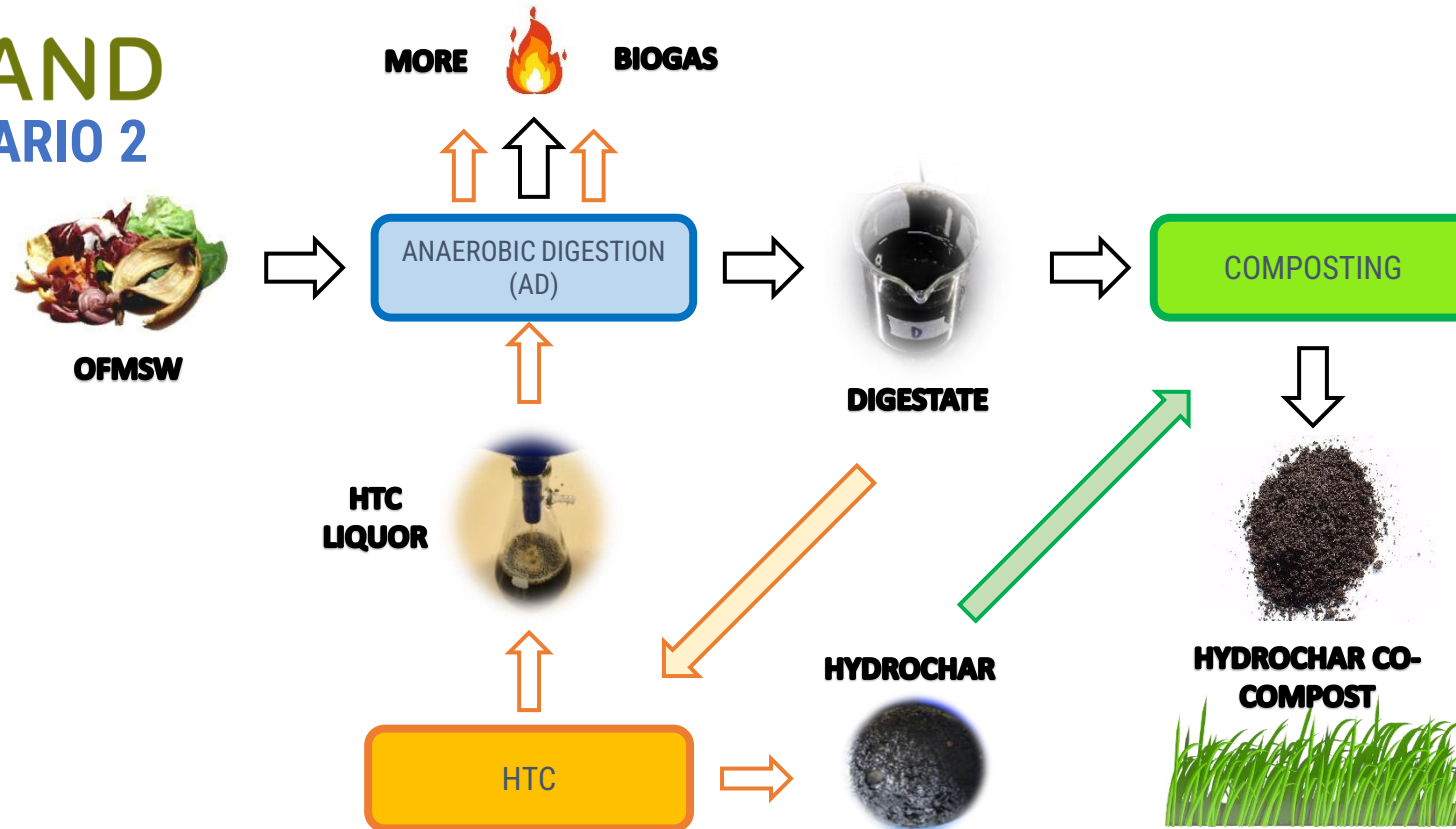 AND
ARIO 2
MORE
BIOGAS
ANAEROBIC DIGESTION
(AD)
COMPOSTING
OFMSW
D
DIGESTATE
HTC
LIQUOR
HYDROCHAR
HYDROCHAR CO-
COMPOST
HTC